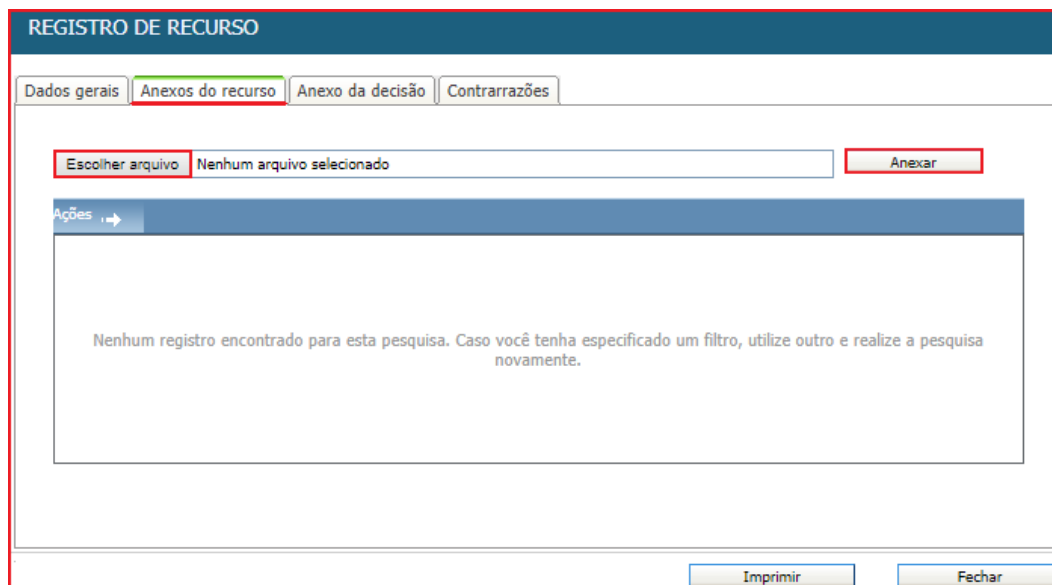 REGISTRO DE RECURSO
Dados gerais Anexos do recurso Anexo da decisão Contrarrazões
Escolher arquivo Nenhum arquivo selecionado Anexar
Ações
Nenhum registro encontrado para esta pesquisa. Caso você tenha especificado um filtro, utilize outro e realize a pesquisa
novamente.
Imprimir Fechar